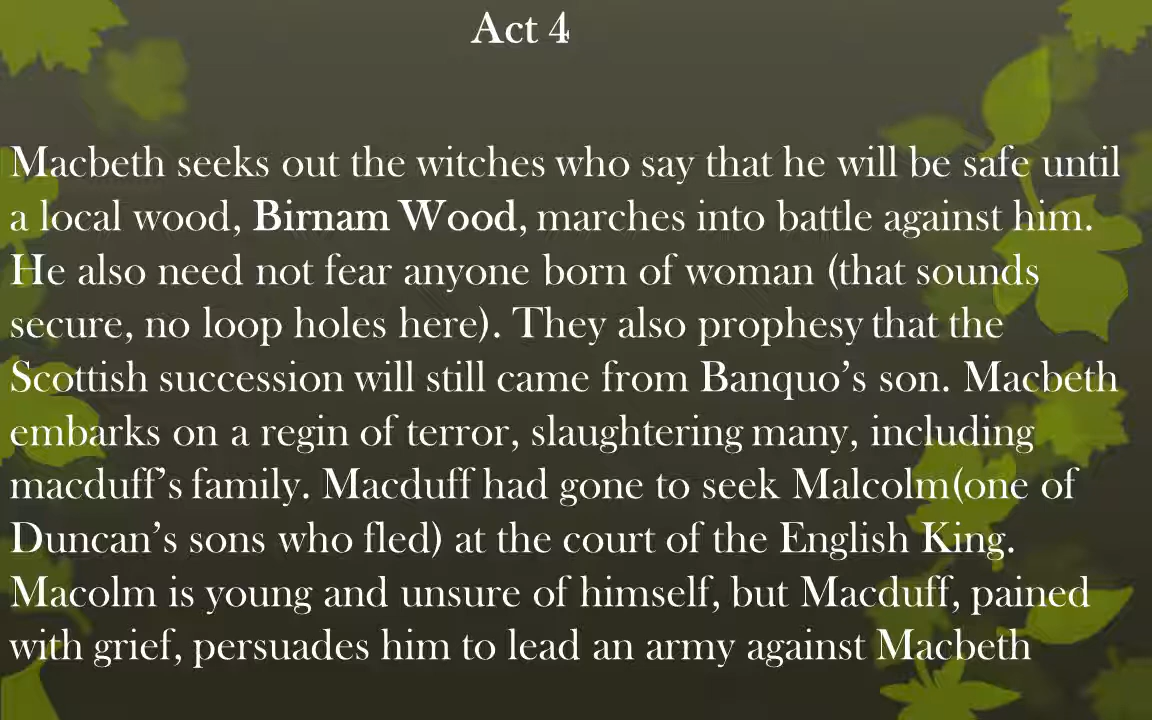 Act 4
Macbeth seeks out the witches who say that he will be safe until
a local wood, Birnam Wood, marches into battle against him.
He also need not fear anyone born of woman (that sounds
secure, no loop holes here). They also prophesy that the
Scottish succession will still came from Banquo’s son. Macbeth
embarks on a regin of terror, slaughtering many, including
macduff’s family. Macduff had gone to seek Malcolm(one of
Duncan’s sons who fled) at the court of the English King.
Macolm is young and unsure of himself, but Macduff, pained
with grief, persuades him to lead an army against Macbeth